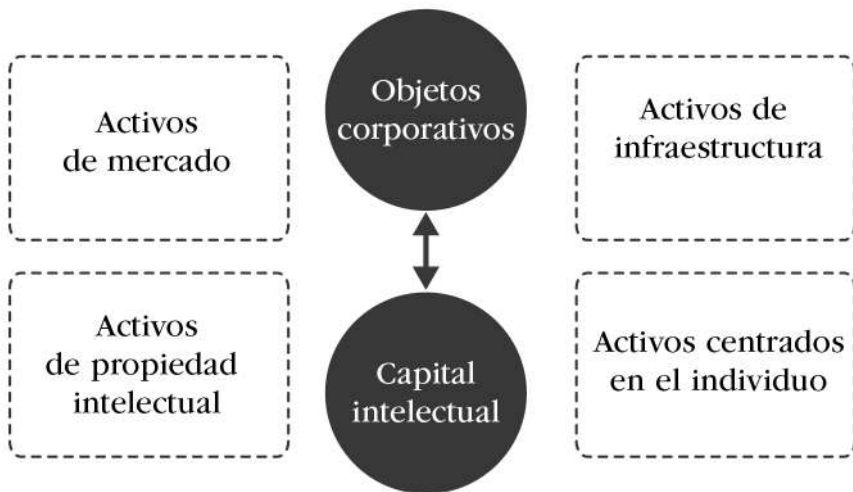 Activos
de mercado
Objetos
corporativos
Activos de
infraestructura
Activos
de propiedad
intelectual
Capital
intelectual
Activos centrados
en el individuo